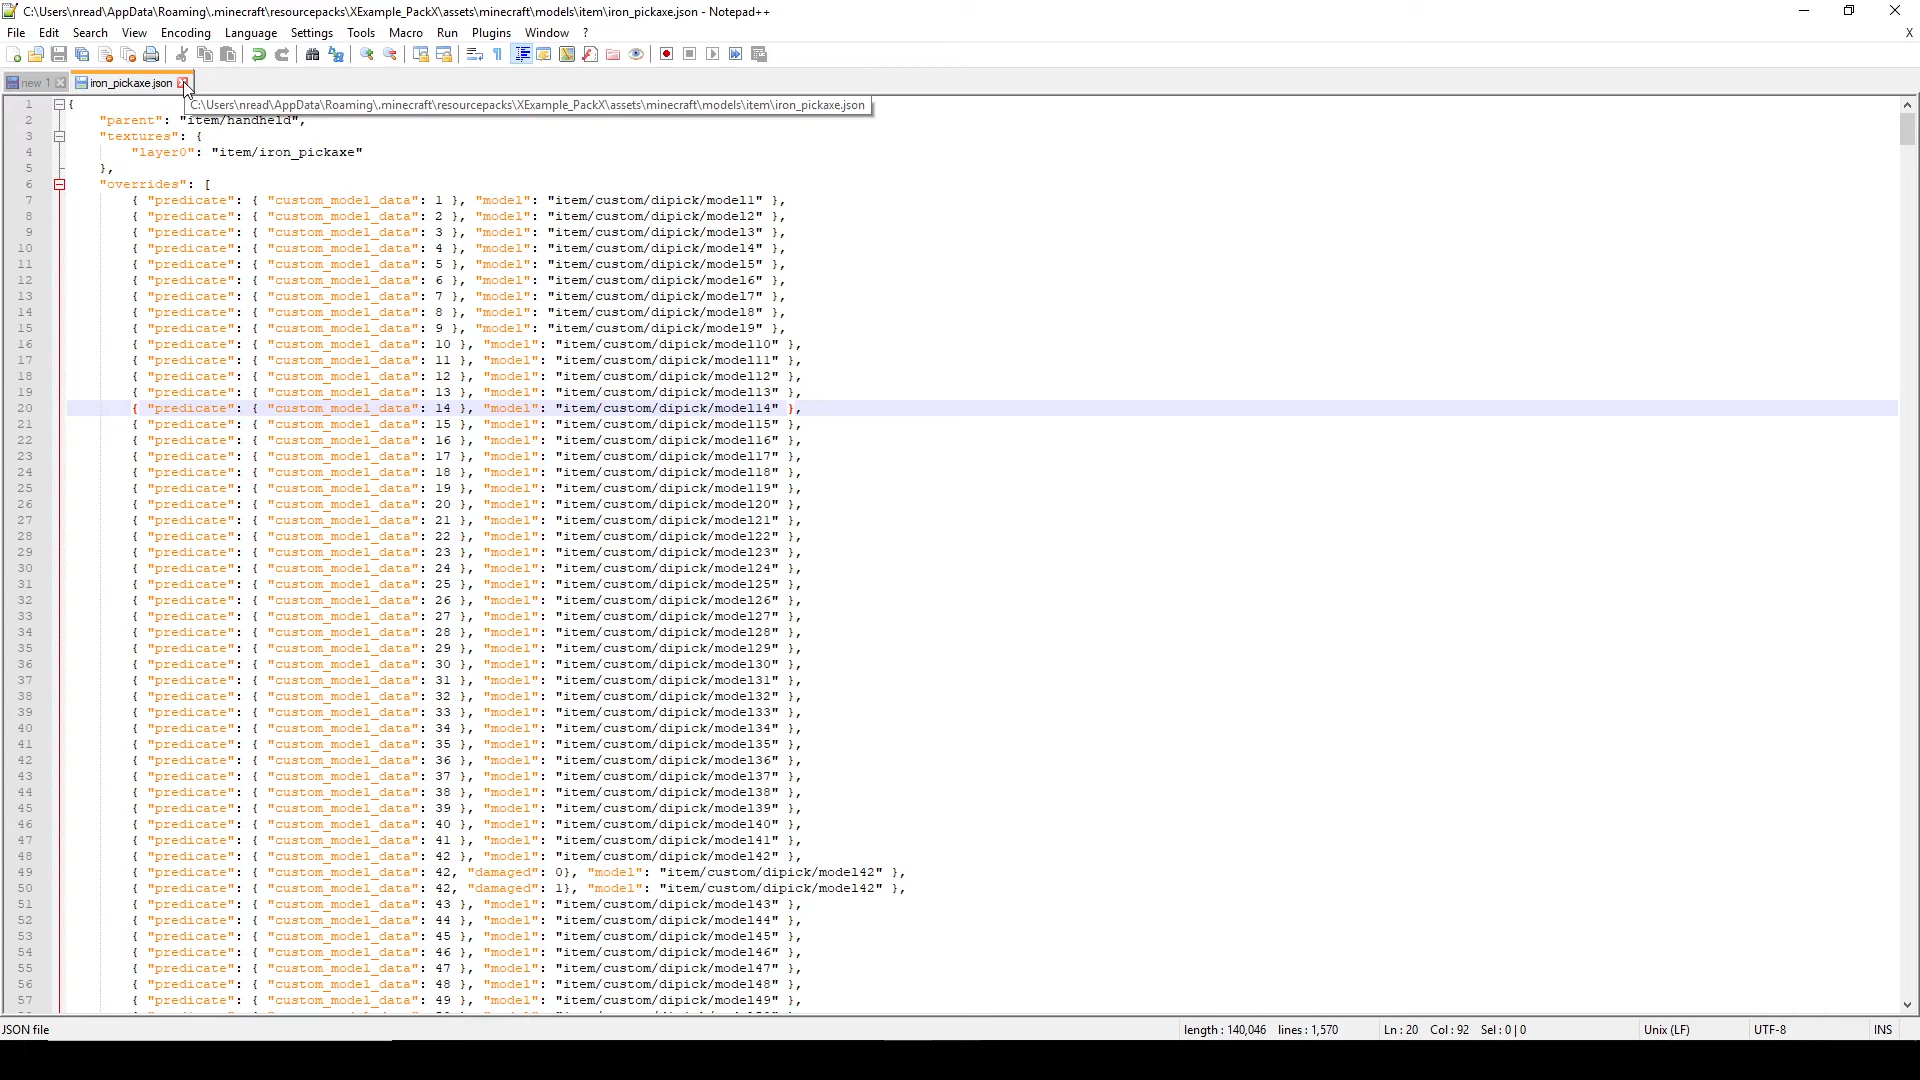 C:\Users\nread\AppData\Roaming\.minecraft\resourcepacks\XExample_PackX\assets\minecraft\models\item\iron_pickaxe.json - Notepad++
File Edit Search View Encoding Language Settings Tools Macro Run Plugins Window ? X
new 1 iron_pickaxe.json
1 {
C:\Users\nread\AppData\Roaming\.minecraft\resourcepacks\XExample_PackX\assets\minecraft\models\item\iron_pickaxe.json
2 "parent": "item/handheld",
3 "textures": {
4 "layer0": "item/iron_pickaxe"
5 },
6 "overrides": [
7 { "predicate": { "custom_model_data": 1 }, "model": "item/custom/dipick/model1" },
8 { "predicate": { "custom_model_data": 2 }, "model": "item/custom/dipick/model2" },
9 { "predicate": { "custom_model_data": 3 }, "model": "item/custom/dipick/model3" },
10 { "predicate": { "custom_model_data": 4 }, "model": "item/custom/dipick/model4" },
11 { "predicate": { "custom_model_data": 5 }, "model": "item/custom/dipick/model5" },
12 { "predicate": { "custom_model_data": 6 }, "model": "item/custom/dipick/model6" },
13 { "predicate": { "custom_model_data": 7 }, "model": "item/custom/dipick/model7" },
14 { "predicate": { "custom_model_data": 8 }, "model": "item/custom/dipick/model8" },
15 { "predicate": { "custom_model_data": 9 }, "model": "item/custom/dipick/model9" },
16 { "predicate": { "custom_model_data": 10 }, "model": "item/custom/dipick/model10" },
17 { "predicate": { "custom_model_data": 11 }, "model": "item/custom/dipick/model11" },
18 { "predicate": { "custom_model_data": 12 }, "model": "item/custom/dipick/model12" },
19 { "predicate": { "custom_model_data": 13 }, "model": "item/custom/dipick/model13" },
20 { "predicate": { "custom_model_data": 14 }, "model": "item/custom/dipick/model14" },
21 { "predicate": { "custom_model_data": 15 }, "model": "item/custom/dipick/model15" },
22 { "predicate": { "custom_model_data": 16 }, "model": "item/custom/dipick/model16" },
23 { "predicate": { "custom_model_data": 17 }, "model": "item/custom/dipick/model17" },
24 { "predicate": { "custom_model_data": 18 }, "model": "item/custom/dipick/model18" },
25 { "predicate": { "custom_model_data": 19 }, "model": "item/custom/dipick/model19" },
26 { "predicate": { "custom_model_data": 20 }, "model": "item/custom/dipick/model20" },
27 { "predicate": { "custom_model_data": 21 }, "model": "item/custom/dipick/model21" },
28 { "predicate": { "custom_model_data": 22 }, "model": "item/custom/dipick/model22" },
29 { "predicate": { "custom_model_data": 23 }, "model": "item/custom/dipick/model23" },
30 { "predicate": { "custom_model_data": 24 }, "model": "item/custom/dipick/model24" },
31 { "predicate": { "custom_model_data": 25 }, "model": "item/custom/dipick/model25" },
32 { "predicate": { "custom_model_data": 26 }, "model": "item/custom/dipick/model26" },
33 { "predicate": { "custom_model_data": 27 }, "model": "item/custom/dipick/model27" },
34 { "predicate": { "custom_model_data": 28 }, "model": "item/custom/dipick/model28" },
35 { "predicate": { "custom_model_data": 29 }, "model": "item/custom/dipick/model29" },
36 { "predicate": { "custom_model_data": 30 }, "model": "item/custom/dipick/model30" },
37 { "predicate": { "custom_model_data": 31 }, "model": "item/custom/dipick/model31" },
38 { "predicate": { "custom_model_data": 32 }, "model": "item/custom/dipick/model32" },
39 { "predicate": { "custom_model_data": 33 }, "model": "item/custom/dipick/model33" },
40 { "predicate": { "custom_model_data": 34 }, "model": "item/custom/dipick/model34" },
41 { "predicate": { "custom_model_data": 35 }, "model": "item/custom/dipick/model35" },
42 { "predicate": { "custom_model_data": 36 }, "model": "item/custom/dipick/model36" },
43 { "predicate": { "custom_model_data": 37 }, "model": "item/custom/dipick/model37" },
44 { "predicate": { "custom_model_data": 38 }, "model": "item/custom/dipick/model38" },
45 { "predicate": { "custom_model_data": 39 }, "model": "item/custom/dipick/model39" },
46 { "predicate": { "custom_model_data": 40 }, "model": "item/custom/dipick/model40" },
47 { "predicate": { "custom_model_data": 41 }, "model": "item/custom/dipick/model41" },
48 { "predicate": { "custom_model_data": 42 }, "model": "item/custom/dipick/model42" },
49 { "predicate": { "custom_model_data": 42, "damaged": 0}, "model": "item/custom/dipick/model42" },
50 { "predicate": { "custom_model_data": 42, "damaged": 1}, "model": "item/custom/dipick/model42" },
51 { "predicate": { "custom_model_data": 43 }, "model": "item/custom/dipick/model43" },
52 { "predicate": { "custom_model_data": 44 }, "model": "item/custom/dipick/model44" },
53 { "predicate": { "custom_model_data": 45 }, "model": "item/custom/dipick/model45" },
54 { "predicate": { "custom_model_data": 46 }, "model": "item/custom/dipick/model46" },
55 { "predicate": { "custom_model_data": 47 }, "model": "item/custom/dipick/model47" },
56 { "predicate": { "custom_model_data": 48 }, "model": "item/custom/dipick/model48" },
57 { "predicate": { "custom_model_data": 49 }, "model": "item/custom/dipick/model49" },
JSON file length : 140,046 lines : 1,570 Ln : 20 Col : 92 Sel : 0 | 0 Unix (LF) UTF-8 INS